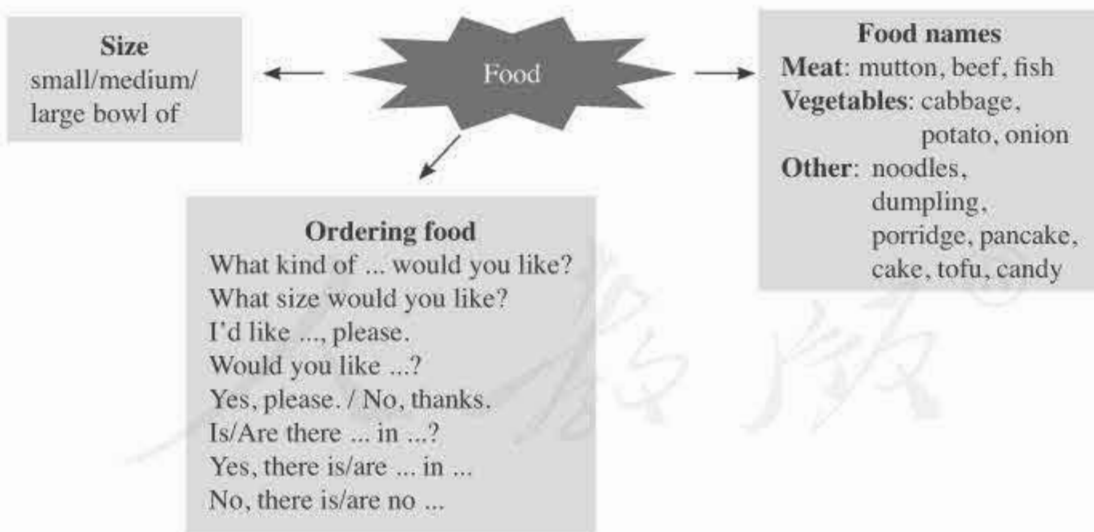 Size
small/medium/
large bowl of
Food
Food names
Meat: mutton, beef, fish
Vegetables: cabbage,
potato, onion
Other: noodles,
dumpling,
porridge, pancake,
cake, tofu, candy
Ordering food
What kind of ... would you like?
What size would you like?
I'd like ..., please.
Would you like ...?
Yes, please. / No, thanks.
Is/Are there ... in ...?
Yes, there is/are ... in ...
No, there is/are no ...